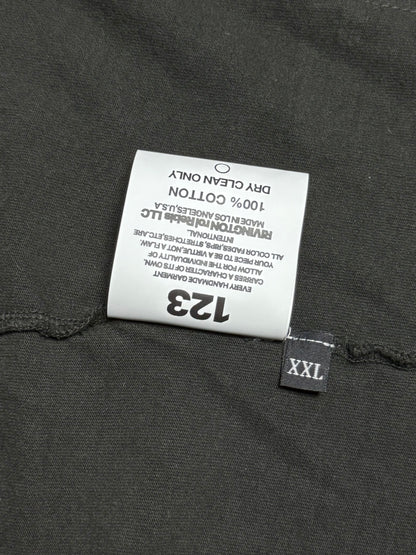 123
EVERY HANDMADE GARMENT
CARRIES A CHARACTER OF ITS OWN.
ALLOW FOR THE INDIVIDUALITY OF
YOUR PIECE TO BE A VIRTUE,NOT A FLAW.
ALL COLOR FADES, RIPS, STRETCHES, ETC.ARE
INTENTIONAL.
RIVINGTON roi Rebis LLC
MADE IN LOS ANGELES,U.S.A
100% COTTON
DRY CLEAN ONLY
XXL